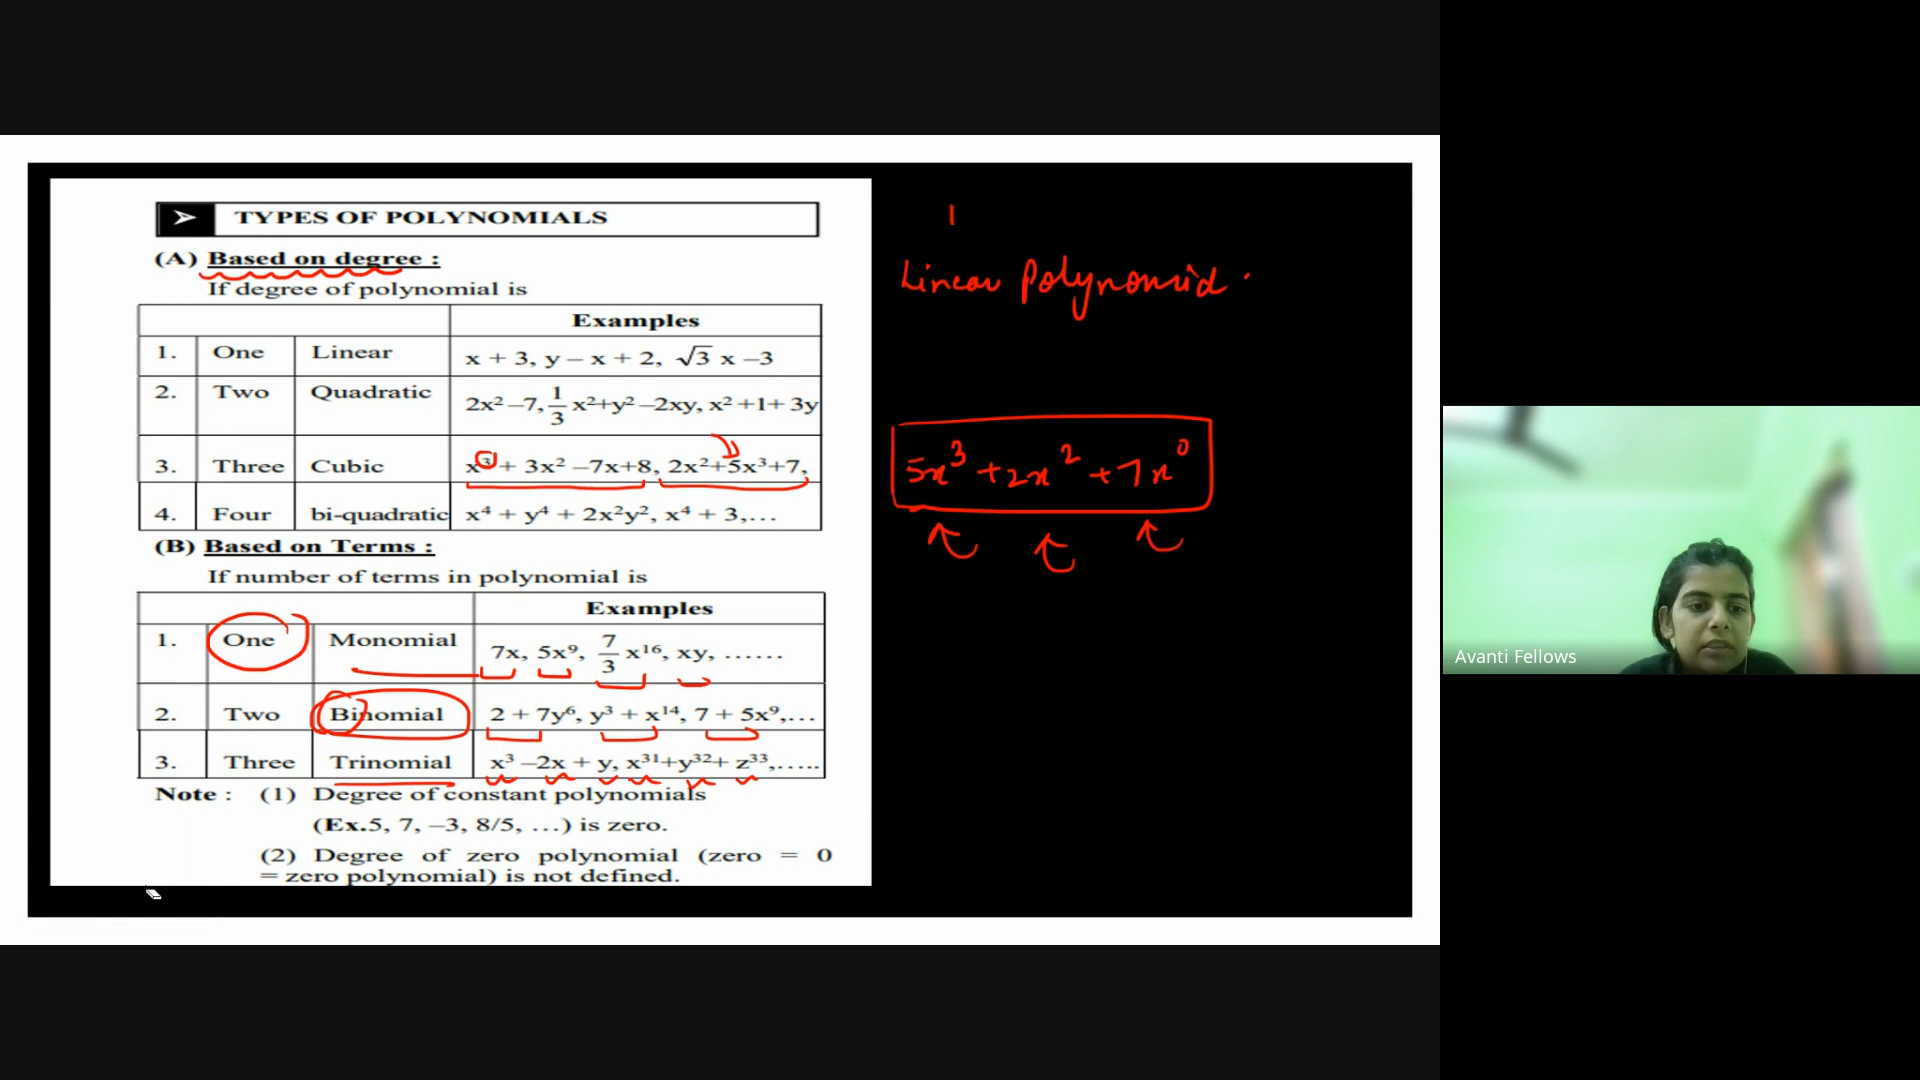 ➢ TYPES OF POLYNOMIALS
(A) Based on degree :
If degree of polynomial is
Examples
1. One Linear x + 3, y – x + 2, √3 x –3
2. Two Quadratic 2x² –7, 1/3 x²+y² –2xy, x² +1+ 3y
3. Three Cubic x³ + 3x² –7x+8, 2x²+5x³+7,
4. Four bi-quadratic x⁴ + y⁴ + 2x²y², x⁴ + 3,…
(B) Based on Terms :
If number of terms in polynomial is
Examples
1. One Monomial 7x, 5x⁹, 7/3 x¹⁶, xy, ……
2. Two Binomial 2 + 7y⁶, y³ + x¹⁴, 7 + 5x⁹,…
3. Three Trinomial x³ –2x + y, x³¹+y³²+ z³³,…..
Note : (1) Degree of constant polynomials
(Ex.5, 7, –3, 8/5, …) is zero.
(2) Degree of zero polynomial (zero = 0
= zero polynomial) is not defined.
1
Linear Polynomial.
5x³ +2x² +7x⁰
Avanti Fellows